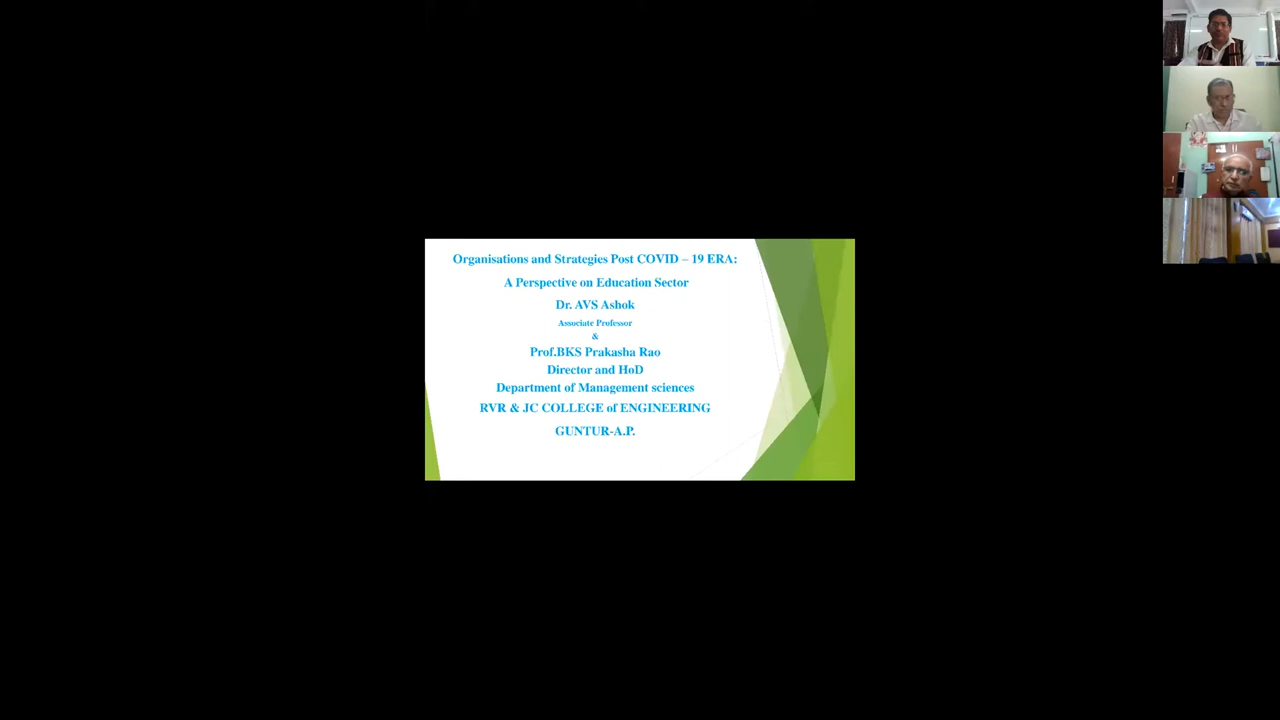 Organisations and Strategies Post COVID – 19 ERA:
A Perspective on Education Sector
Dr. AVS Ashok
Associate Professor
&
Prof.BKS Prakasha Rao
Director and HoD
Department of Management sciences
RVR & JC COLLEGE of ENGINEERING
GUNTUR-A.P.